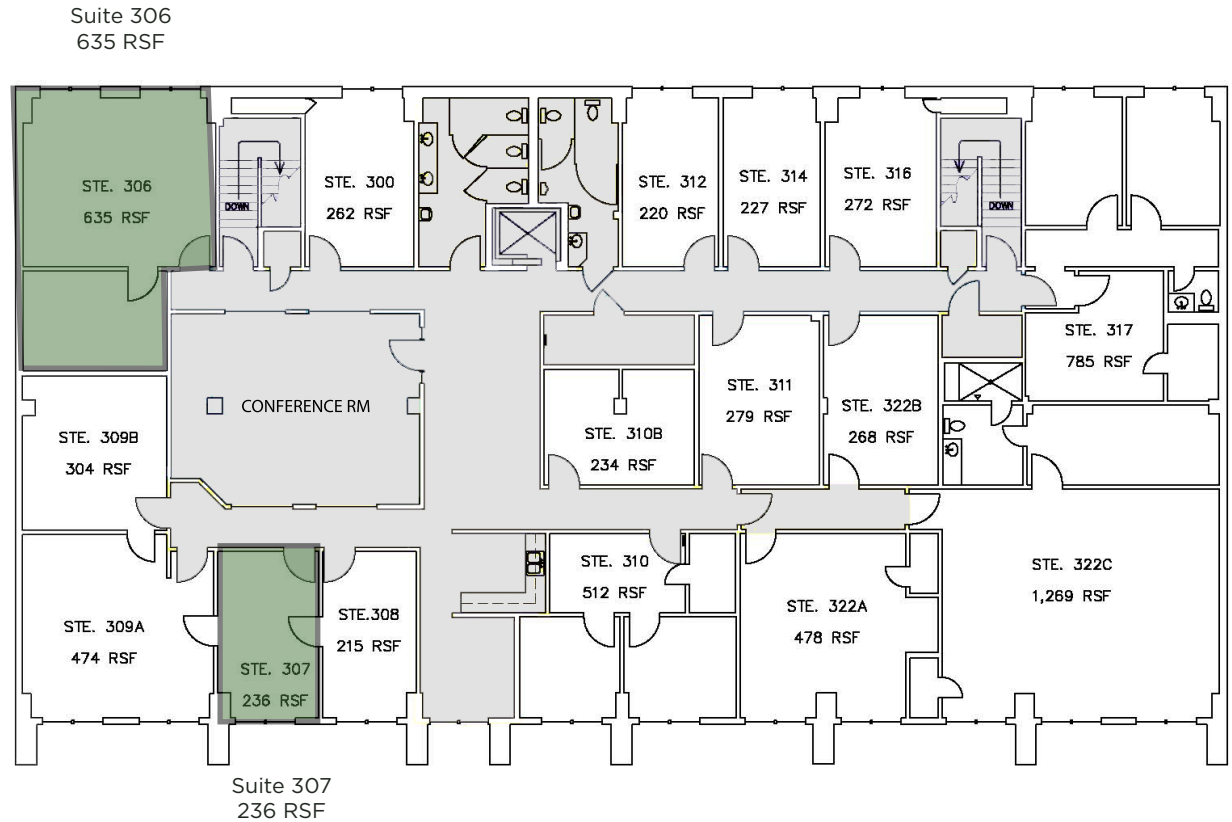 Suite 306
635 RSF
STE. 306
635 RSF
DOWN
STE. 300
262 RSF
STE. 312
220 RSF
STE. 314
227 RSF
STE. 316
272 RSF
DOWN
STE. 317
785 RSF
CONFERENCE RM
STE. 311
279 RSF
STE. 322B
268 RSF
STE. 309B
304 RSF
STE. 310B
234 RSF
STE. 310
512 RSF
STE. 322C
1,269 RSF
STE. 309A
474 RSF
STE. 307
236 RSF
STE.308
215 RSF
STE. 322A
478 RSF
Suite 307
236 RSF